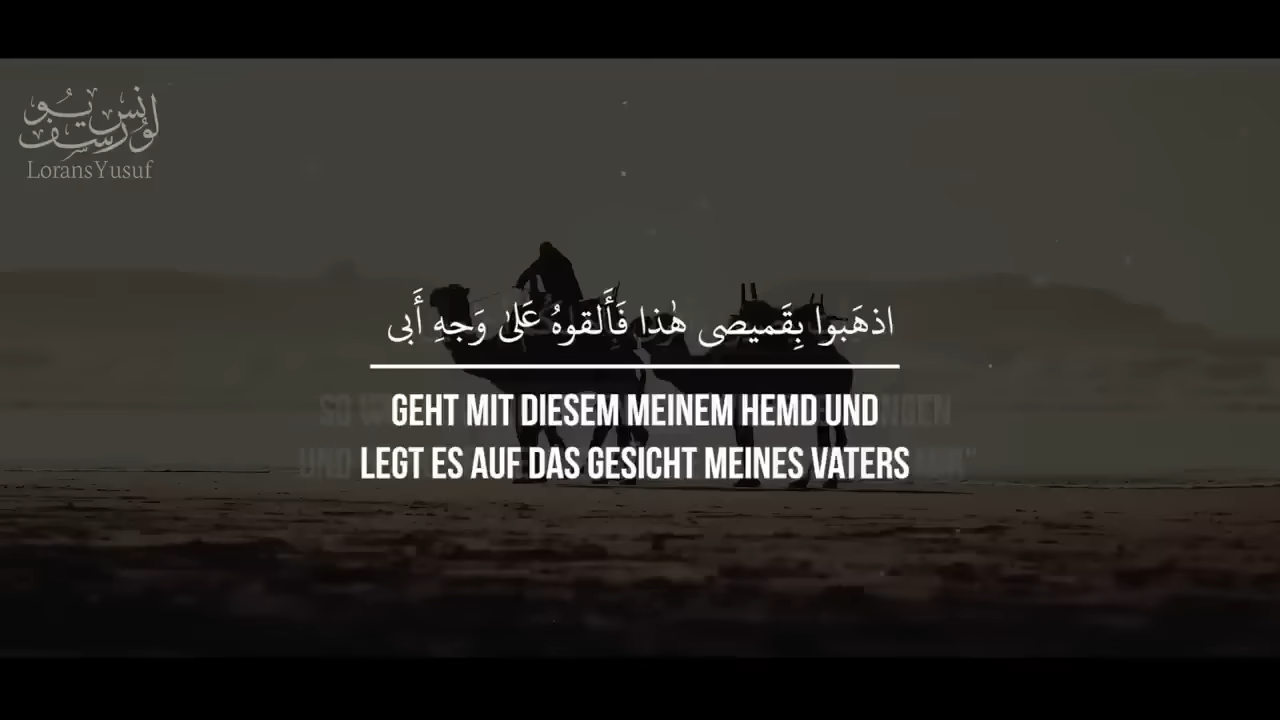 لورنس يوسف
LoransYusuf
اذهَبوا بِقَميصى هٰذا فَأَلقوهُ عَلىٰ وَجهِ أَبى
GEHT MIT DIESEM MEINEM HEMD UND
LEGT ES AUF DAS GESICHT MEINES VATERS